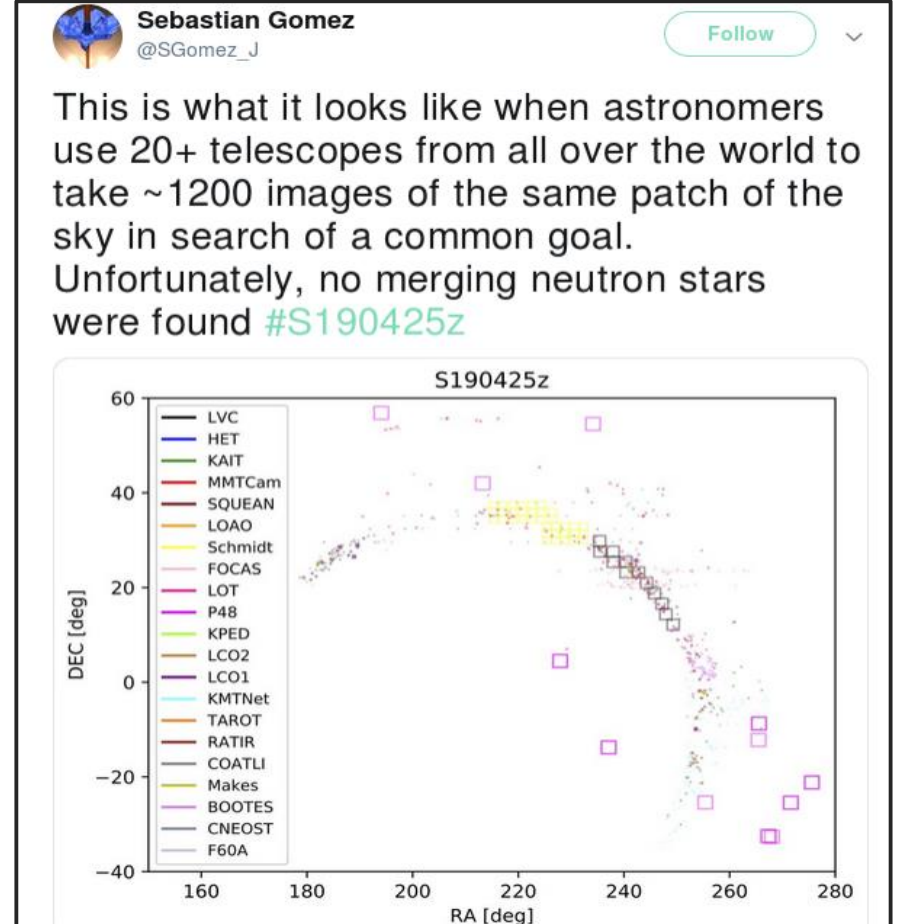 Sebastian Gomez
@SGomez_J
Follow
This is what it looks like when astronomers
use 20+ telescopes from all over the world to
take ~1200 images of the same patch of the
sky in search of a common goal.
Unfortunately, no merging neutron stars
were found #S190425z
S190425z
60
40
20
0
−20
−40
DEC [deg]
LVC
HET
KAIT
MMTCam
SQUEAN
LOAO
Schmidt
FOCAS
LOT
P48
KPED
LCO2
LCO1
KMTNet
TAROT
RATIR
COATLI
Makes
BOOTES
CNEOST
F60A
160 180 200 220 240 260 280
RA [deg]